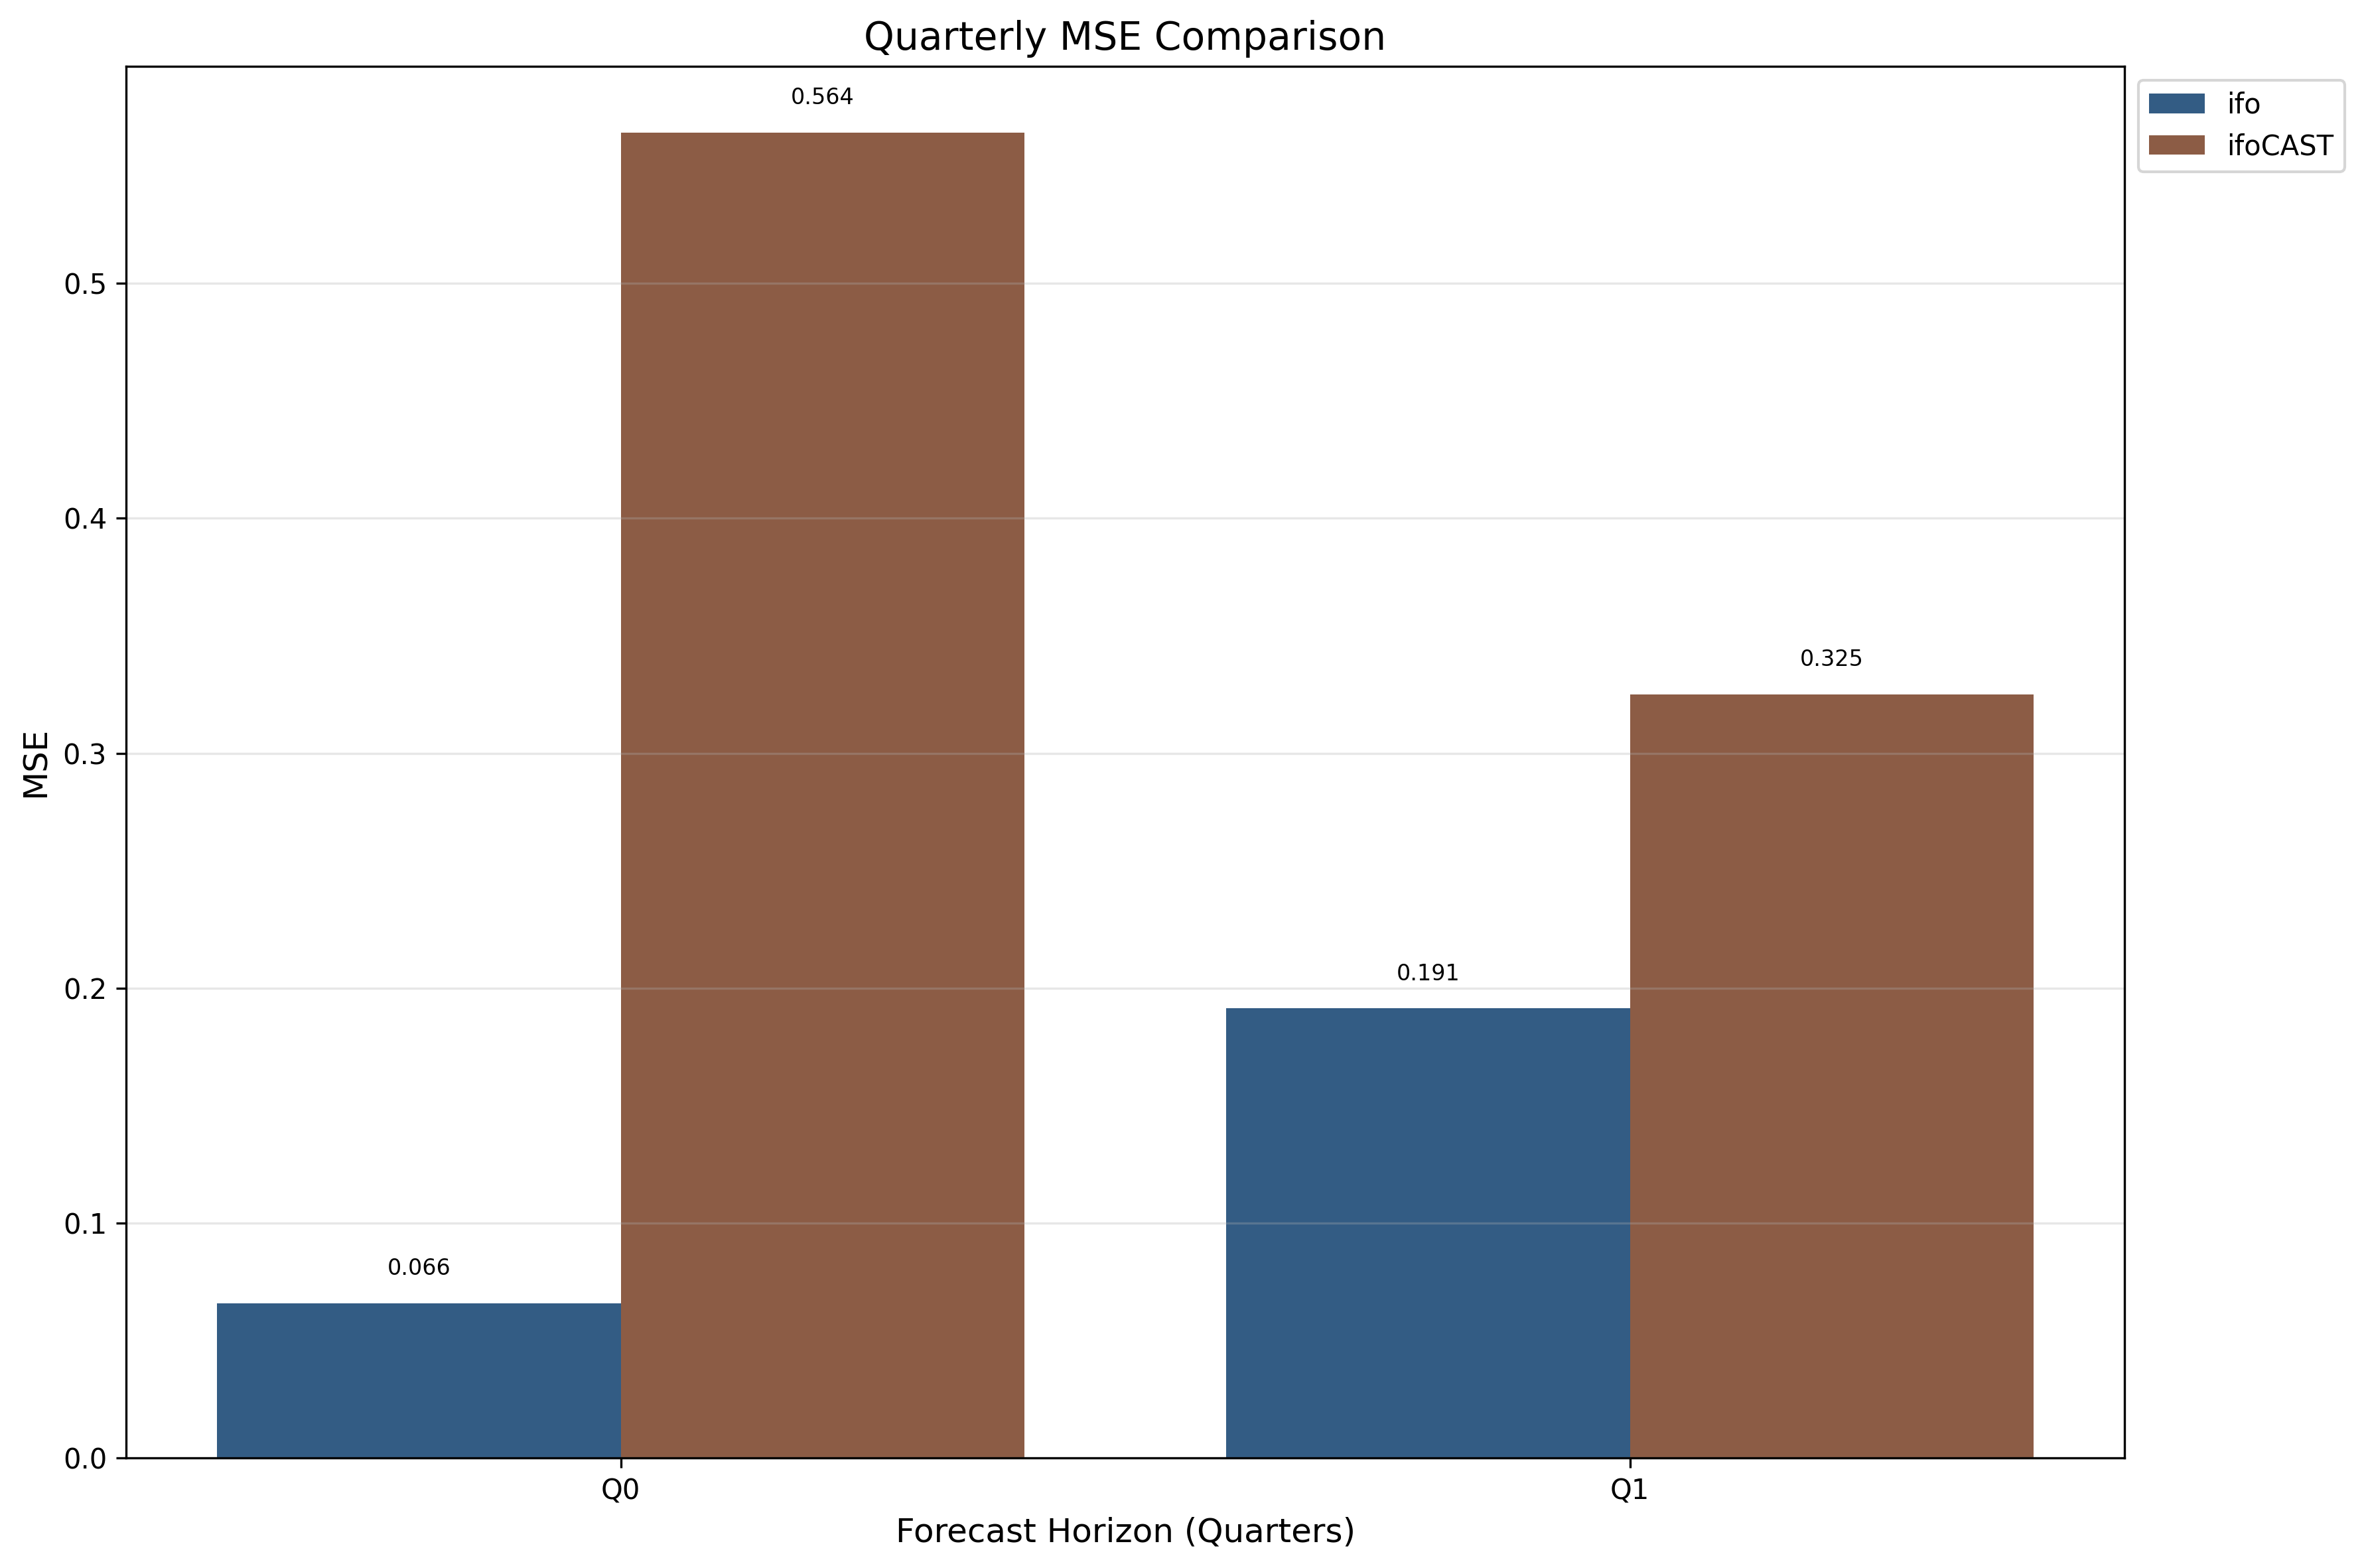 Quarterly MSE Comparison
0.564
ifo
ifoCAST
0.5
0.4
0.325
0.3
MSE
0.191
0.2
0.1
0.066
0.0
Q0
Q1
Forecast Horizon (Quarters)